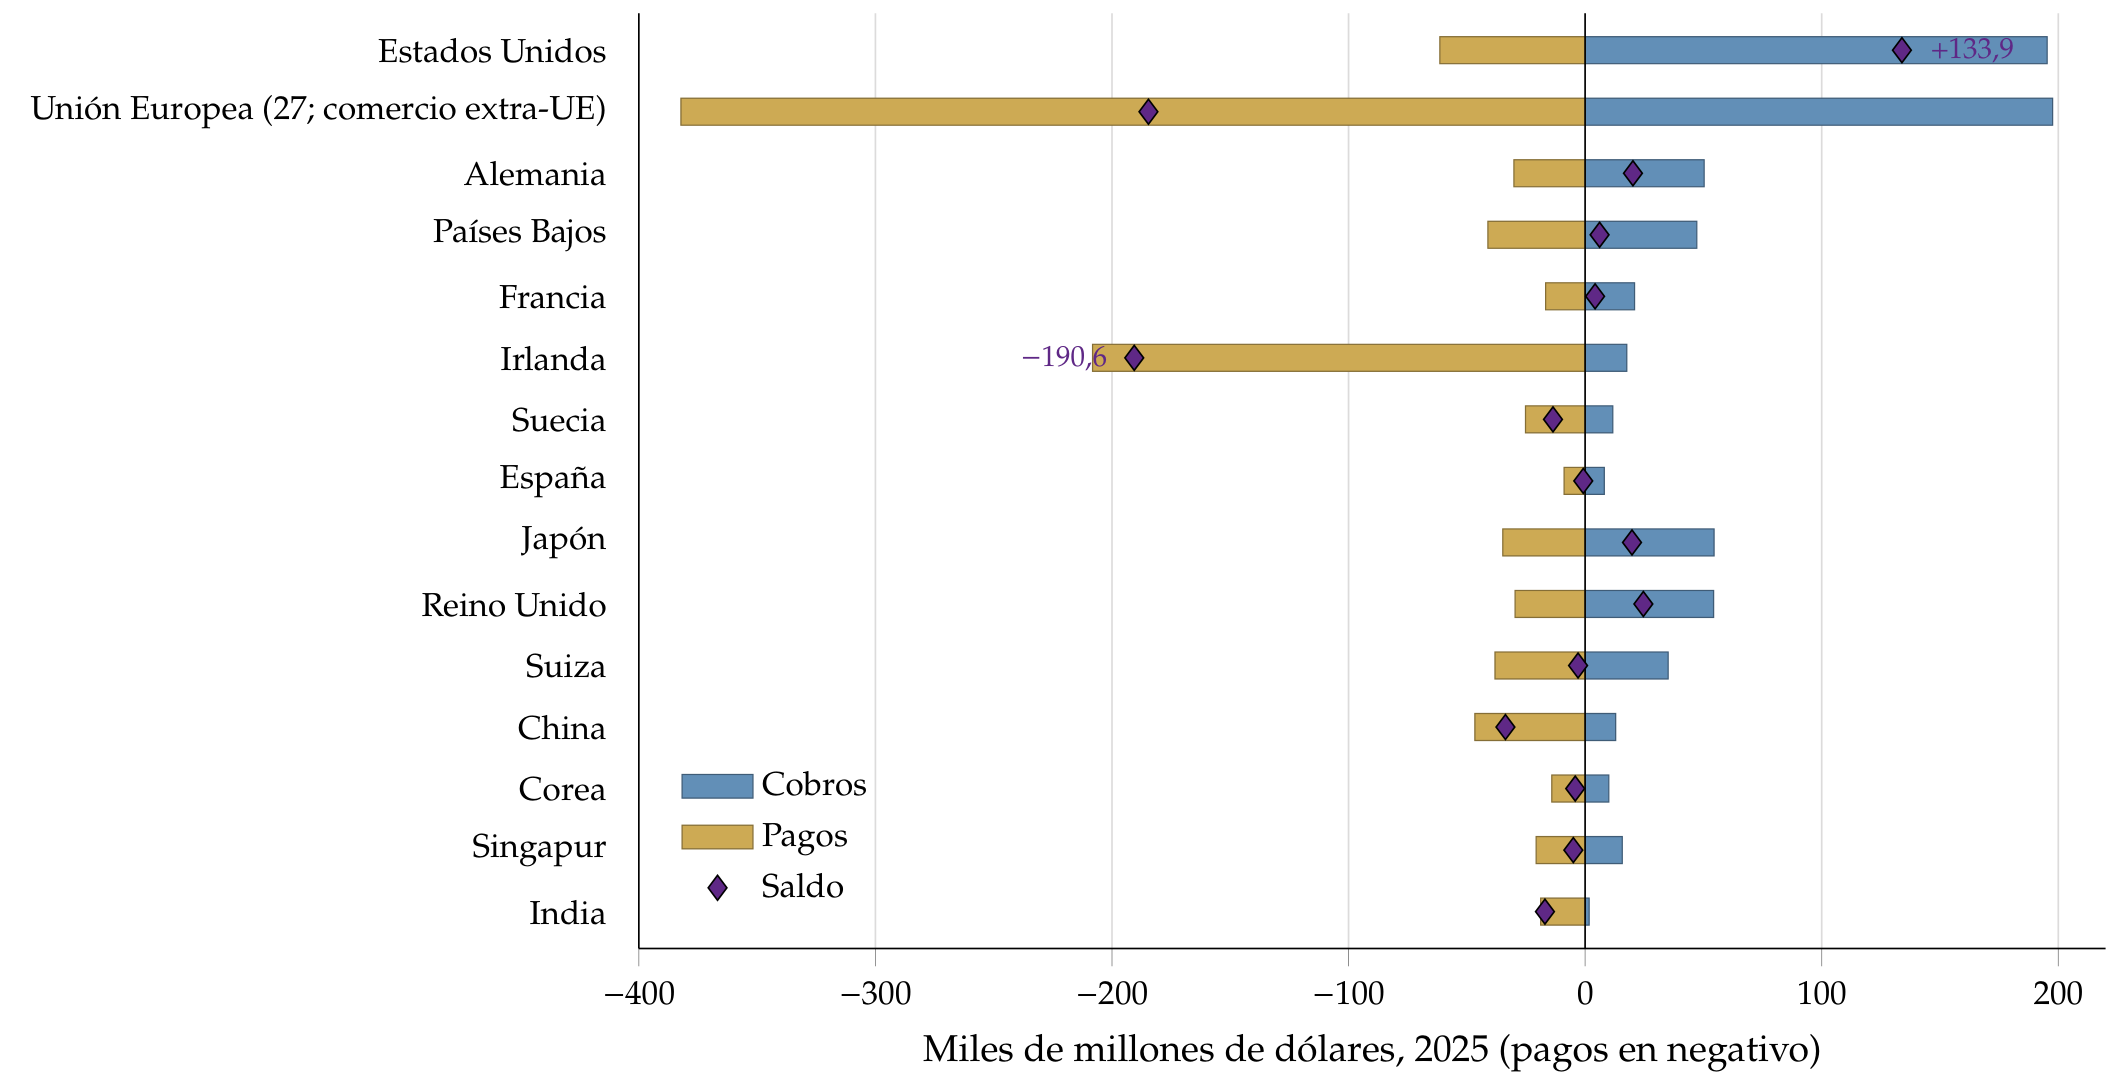 Estados Unidos
+133,9
Unión Europea (27; comercio extra-UE)
Alemania
Países Bajos
Francia
Irlanda
−190,6
Suecia
España
Japón
Reino Unido
Suiza
China
Corea
Singapur
India
Cobros
Pagos
Saldo
−400 −300 −200 −100 0 100 200
Miles de millones de dólares, 2025 (pagos en negativo)